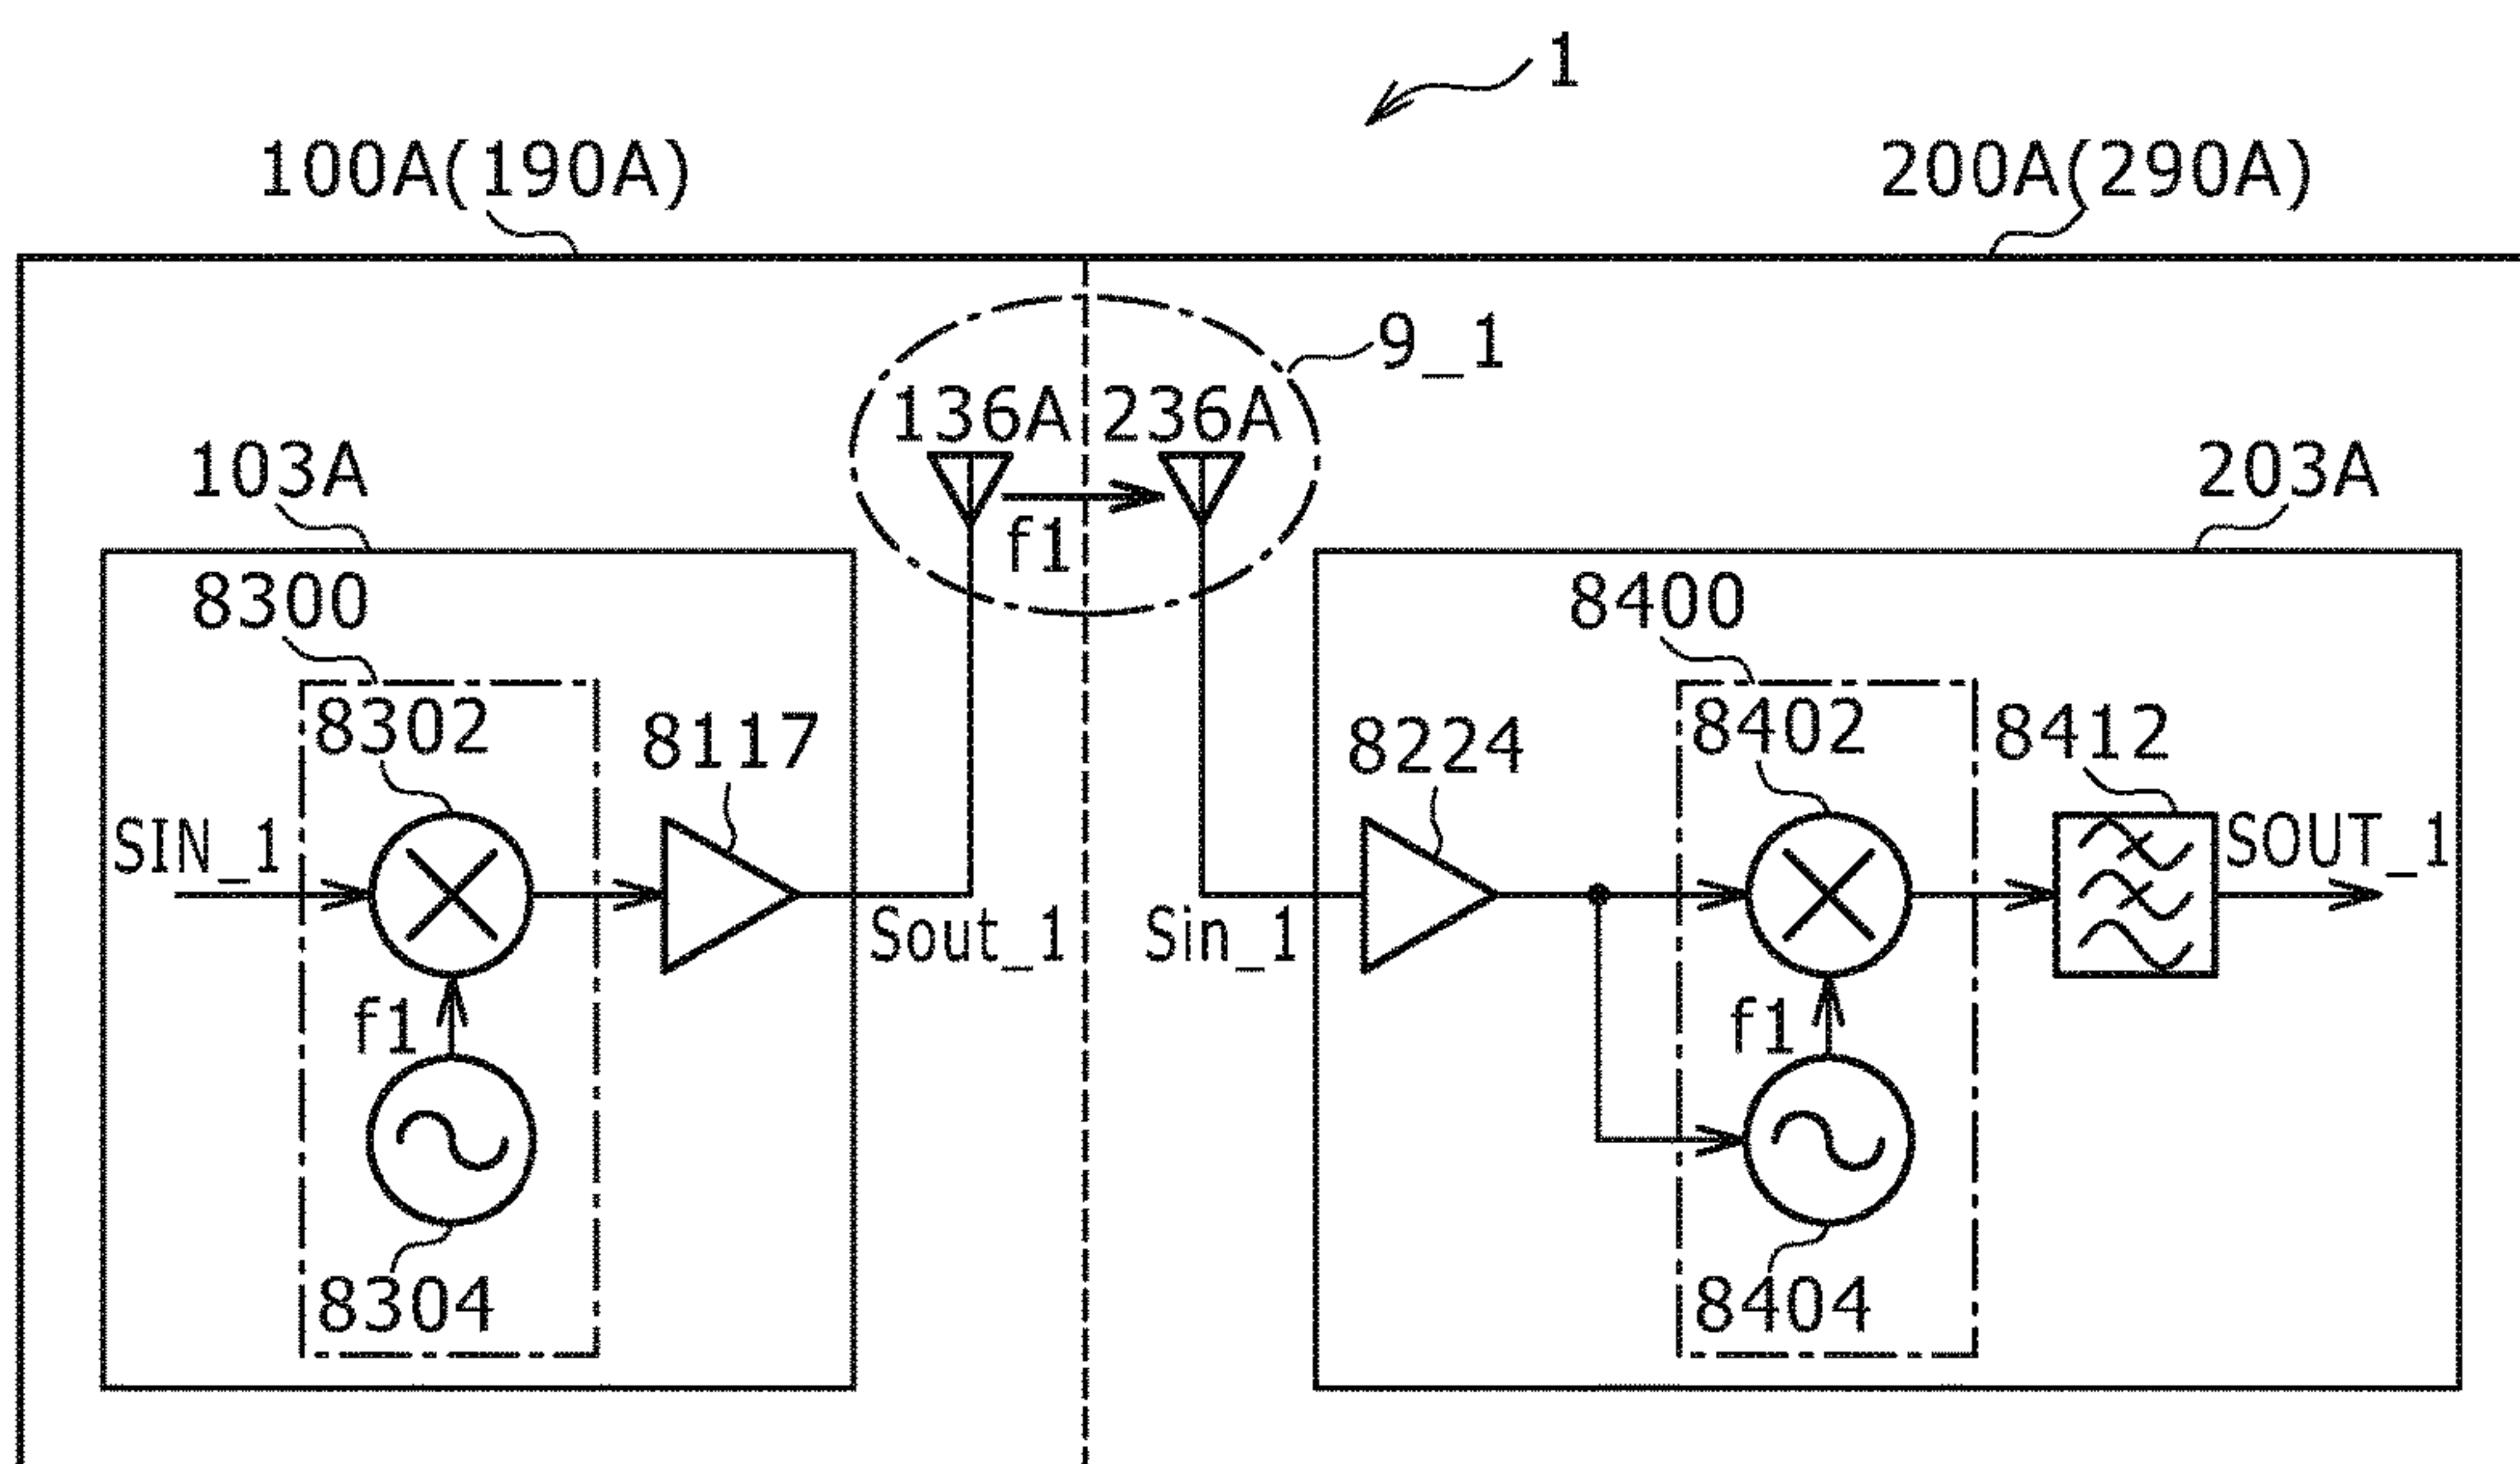 1
100A(190A)
200A(290A)
9_1
136A
236A
f1
103A
203A
8300
8302
8117
SIN_1
f1
8304
Sout_1
Sin_1
8224
8400
8402
8412
SOUT_1
f1
8404